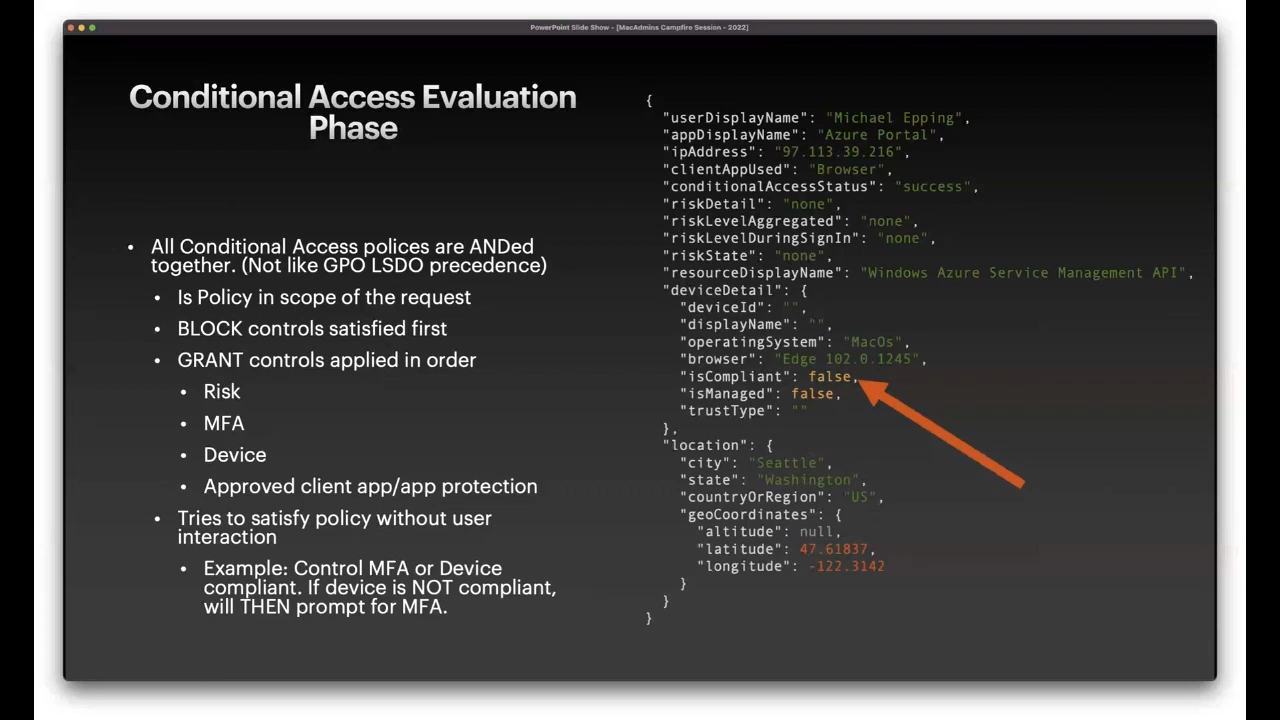 PowerPoint Slide Show - [MacAdmins Campfire Session - 2022]
Conditional Access Evaluation
Phase
• All Conditional Access polices are ANDed
together. (Not like GPO LSDO precedence)
• Is Policy in scope of the request
• BLOCK controls satisfied first
• GRANT controls applied in order
• Risk
• MFA
• Device
• Approved client app/app protection
• Tries to satisfy policy without user
interaction
• Example: Control MFA or Device
compliant. If device is NOT compliant,
will THEN prompt for MFA.
{
"userDisplayName": "Michael Epping",
"appDisplayName": "Azure Portal",
"ipAddress": "97.113.39.216",
"clientAppUsed": "Browser",
"conditionalAccessStatus": "success",
"riskDetail": "none",
"riskLevelAggregated": "none",
"riskLevelDuringSignIn": "none",
"riskState": "none",
"resourceDisplayName": "Windows Azure Service Management API",
"deviceDetail": {
"deviceId": "",
"displayName": "",
"operatingSystem": "MacOs",
"browser": "Edge 102.0.1245",
"isCompliant": false,
"isManaged": false,
"trustType": ""
},
"location": {
"city": "Seattle",
"state": "Washington",
"countryOrRegion": "US",
"geoCoordinates": {
"altitude": null,
"latitude": 47.61837,
"longitude": -122.3142
}
}
}